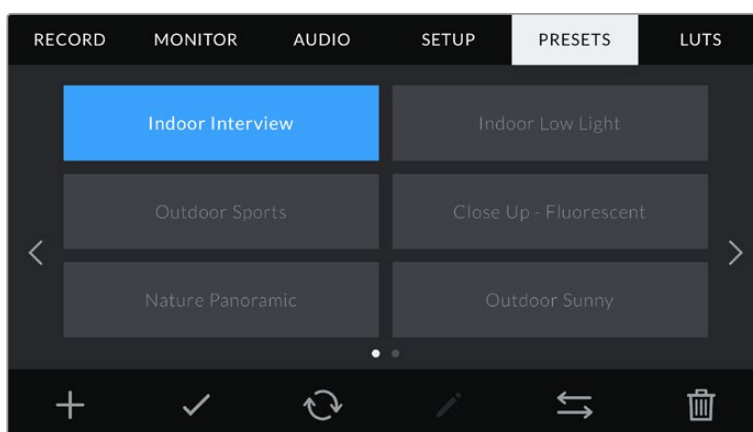 RECORD MONITOR AUDIO SETUP PRESETS LUTS
Indoor Interview Indoor Low Light
Outdoor Sports Close Up - Fluorescent
Nature Panoramic Outdoor Sunny